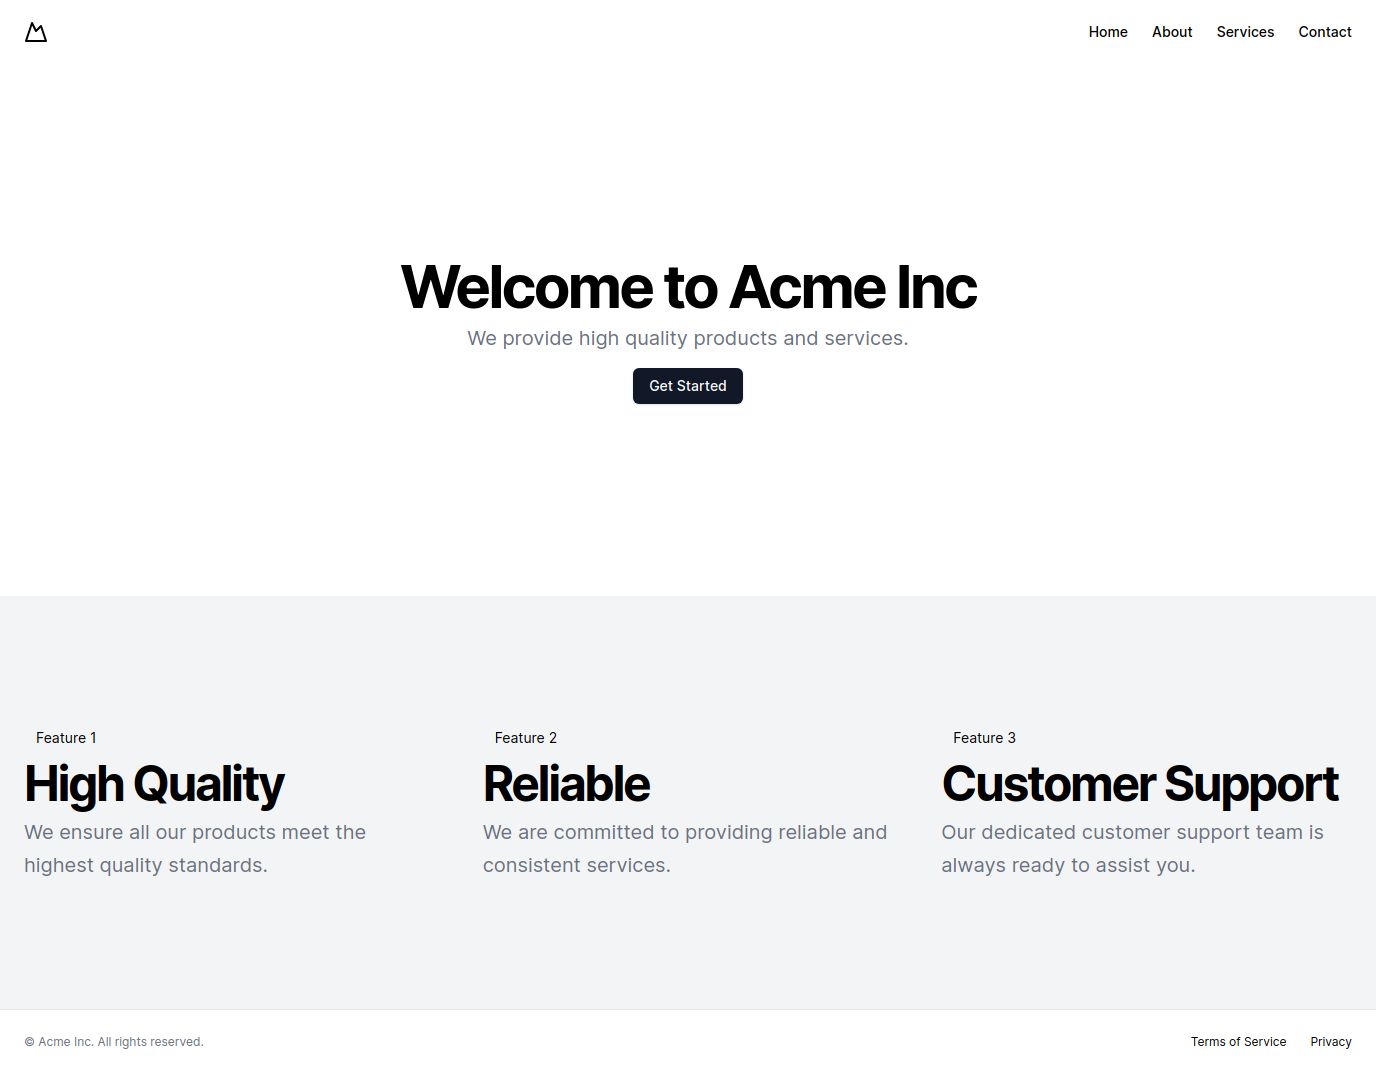 Home About Services Contact
Welcome to Acme Inc
We provide high quality products and services.
Get Started
Feature 1
High Quality
We ensure all our products meet the
highest quality standards.
Feature 2
Reliable
We are committed to providing reliable and
consistent services.
Feature 3
Customer Support
Our dedicated customer support team is
always ready to assist you.
© Acme Inc. All rights reserved.
Terms of Service Privacy